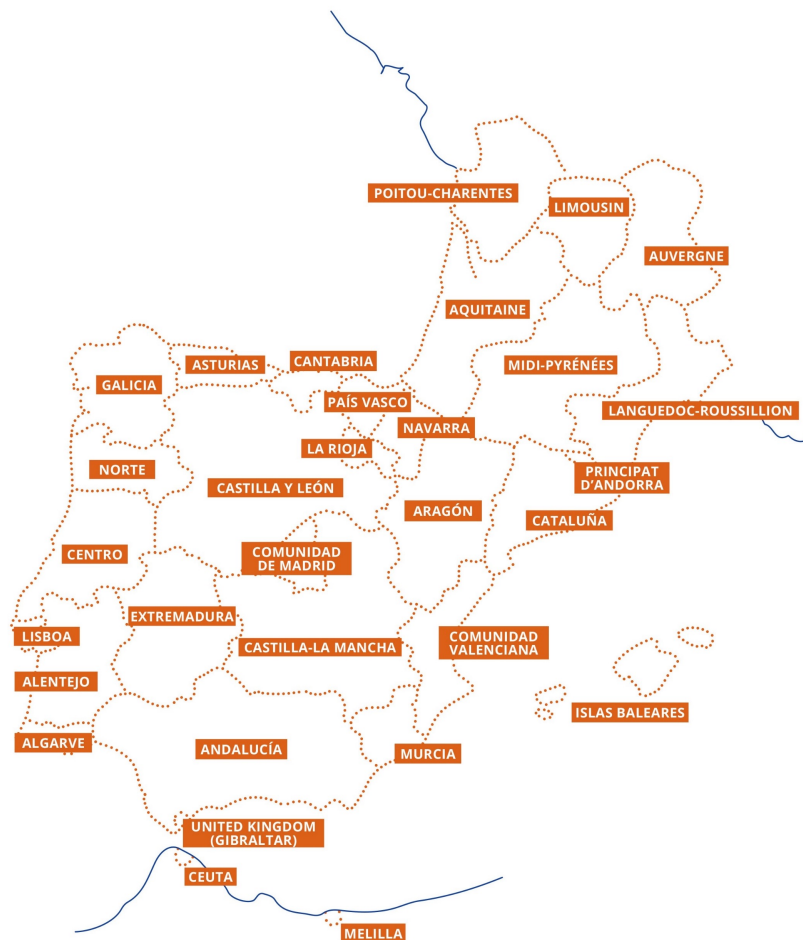 POITOU-CHARENTES
LIMOUSIN
AUVERGNE
AQUITAINE
CANTABRIA
ASTURIAS
MIDI-PYRÉNÉES
GALICIA
PAÍS VASCO
LANGUEDOC-ROUSSILLION
NAVARRA
LA RIOJA
NORTE
PRINCIPAT
D'ANDORRA
CASTILLA Y LEÓN
ARAGÓN
CATALUÑA
CENTRO
COMUNIDAD
DE MADRID
EXTREMADURA
LISBOA
CASTILLA-LA MANCHA
COMUNIDAD
VALENCIANA
ALENTEJO
ISLAS BALEARES
ALGARVE
ANDALUCÍA
MURCIA
UNITED KINGDOM
(GIBRALTAR)
CEUTA
MELILLA